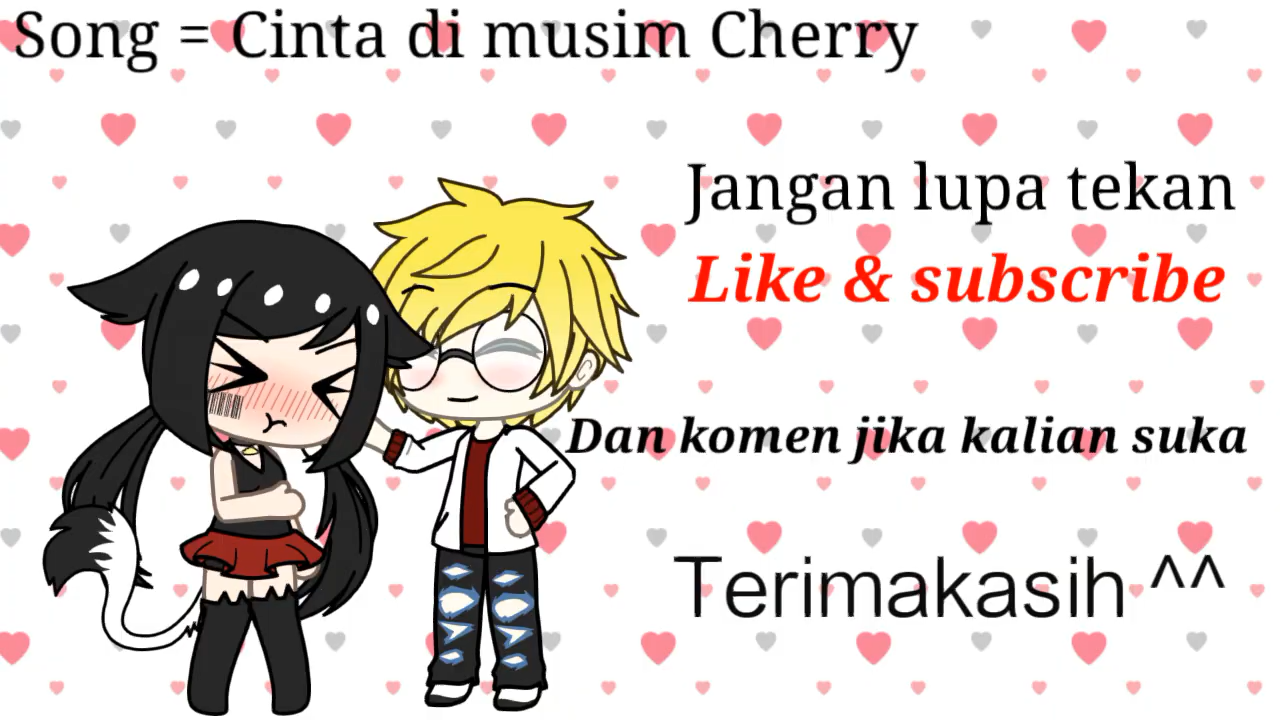 Song = Cinta di musim Cherry
Jangan lupa tekan
Like & subscribe
Dan komen jika kalian suka
Terimakasih ^^